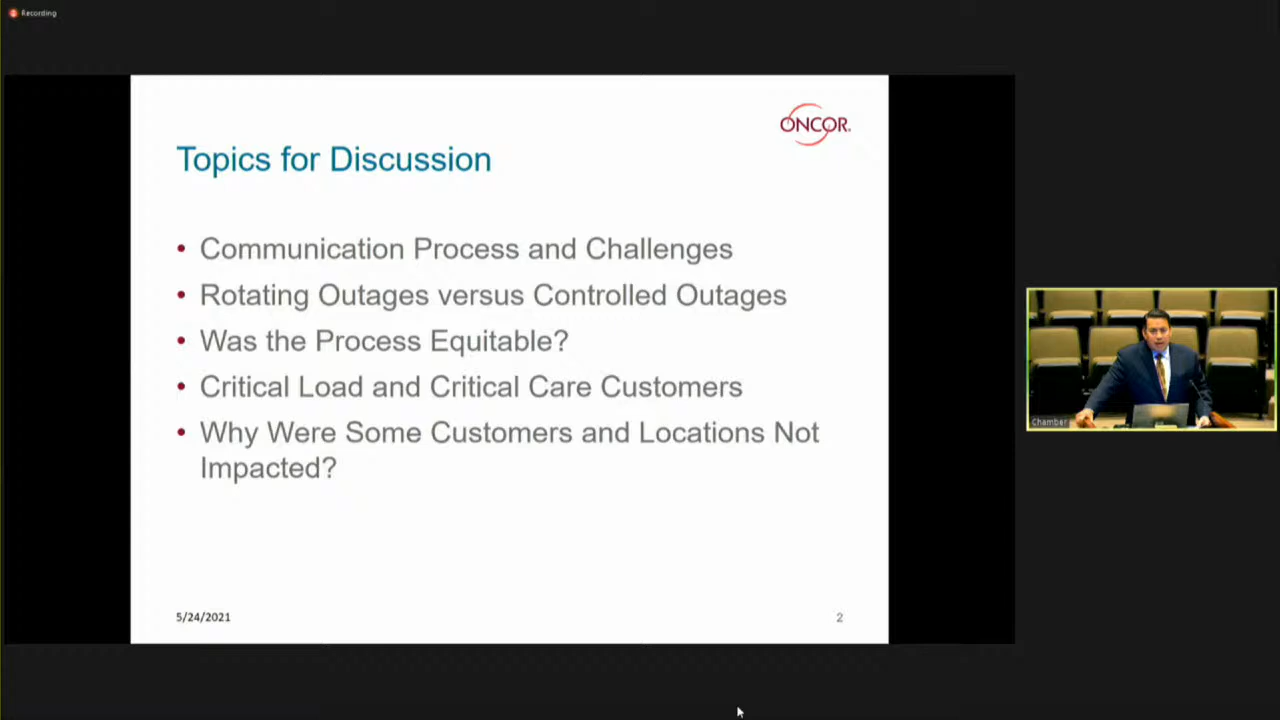 Recording
ONCOR.
Topics for Discussion
• Communication Process and Challenges
• Rotating Outages versus Controlled Outages
• Was the Process Equitable?
• Critical Load and Critical Care Customers
• Why Were Some Customers and Locations Not
Impacted?
5/24/2021
2
Chamber